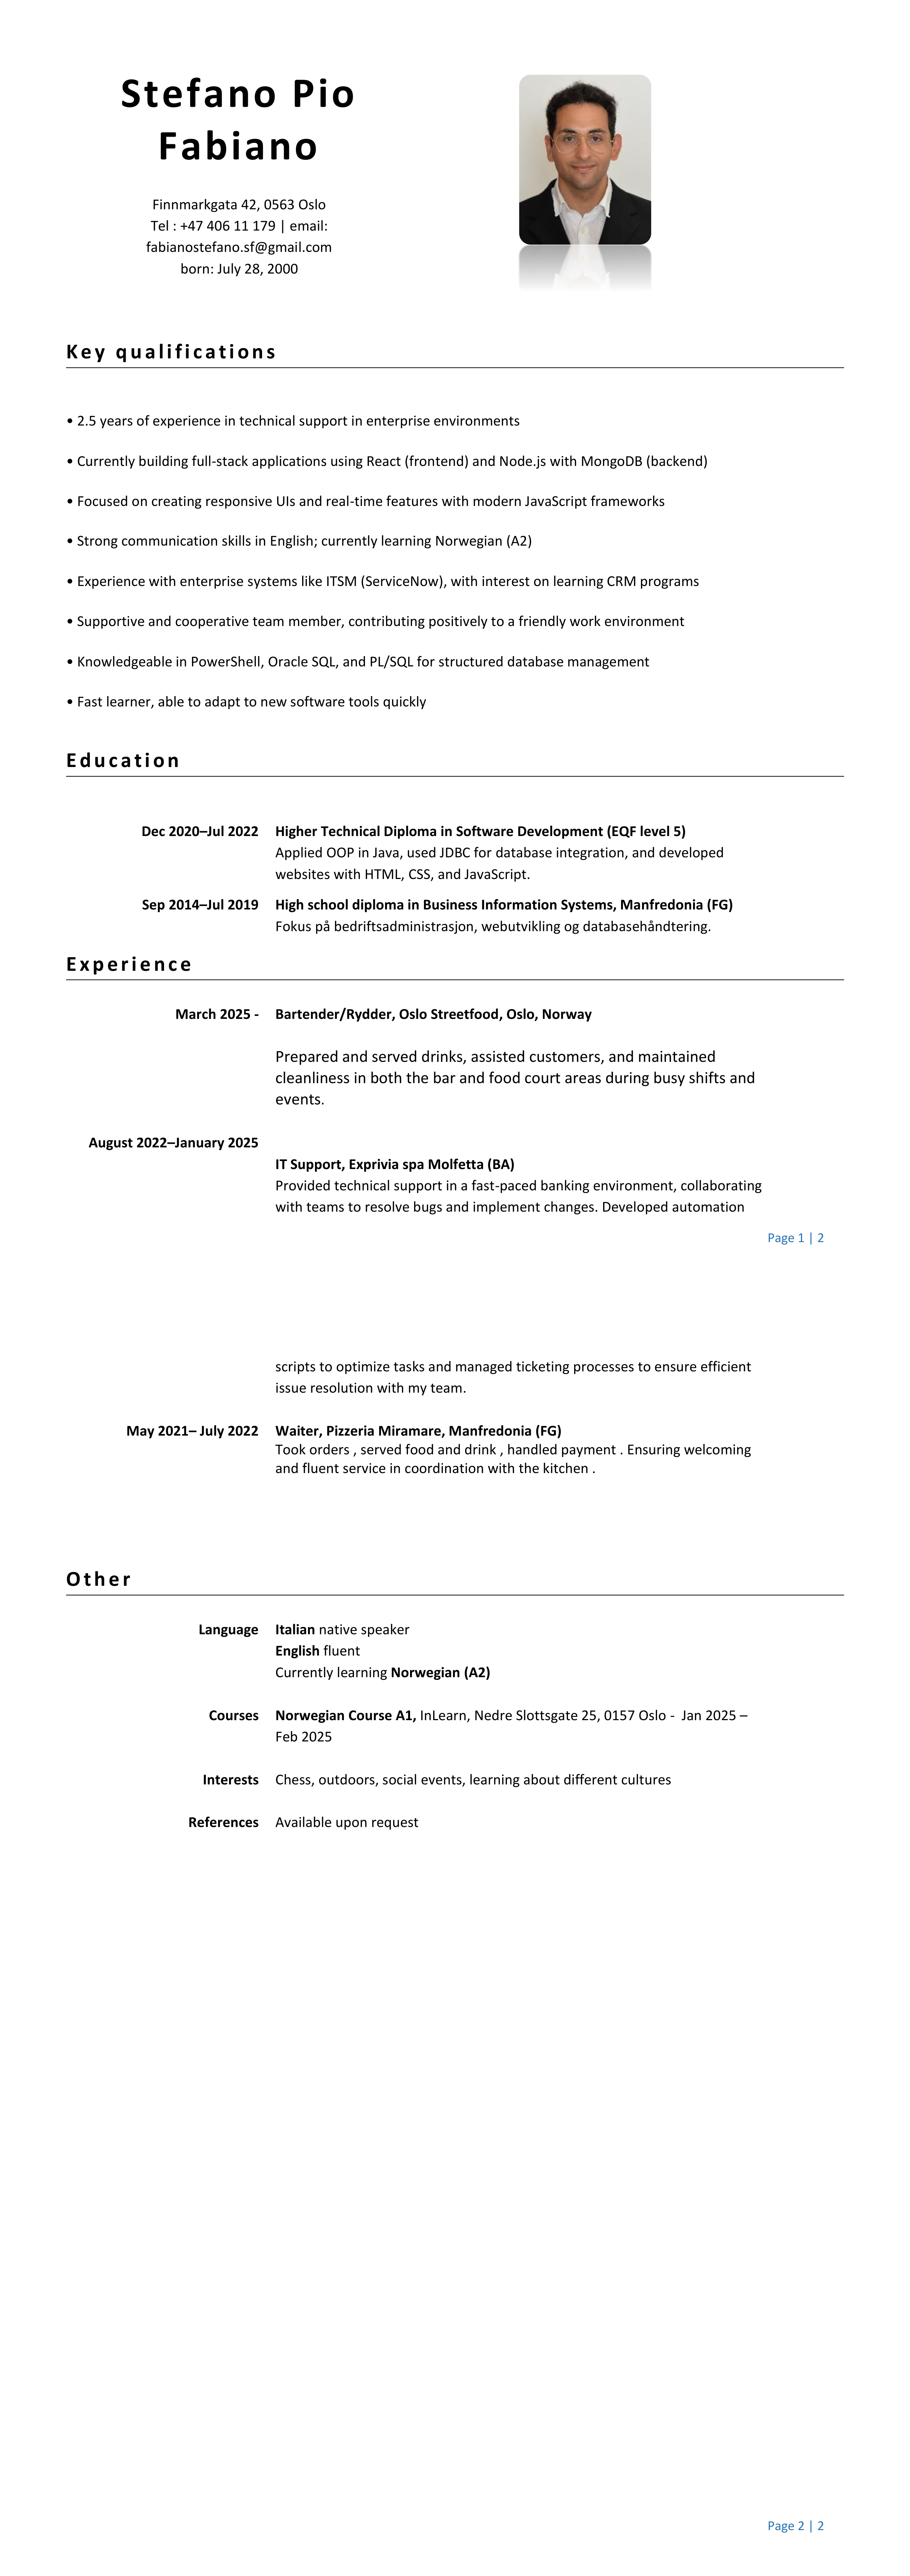 Stefano Pio
Fabiano
Finnmarkgata 42, 0563 Oslo
Tel : +47 406 11 179 | email:
fabianostefano.sf@gmail.com
born: July 28, 2000
Key qualifications
• 2.5 years of experience in technical support in enterprise environments
• Currently building full-stack applications using React (frontend) and Node.js with MongoDB (backend)
• Focused on creating responsive UIs and real-time features with modern JavaScript frameworks
• Strong communication skills in English; currently learning Norwegian (A2)
• Experience with enterprise systems like ITSM (ServiceNow), with interest on learning CRM programs
• Supportive and cooperative team member, contributing positively to a friendly work environment
• Knowledgeable in PowerShell, Oracle SQL, and PL/SQL for structured database management
• Fast learner, able to adapt to new software tools quickly
Education
Dec 2020–Jul 2022 Higher Technical Diploma in Software Development (EQF level 5)
Applied OOP in Java, used JDBC for database integration, and developed
websites with HTML, CSS, and JavaScript.
Sep 2014–Jul 2019 High school diploma in Business Information Systems, Manfredonia (FG)
Fokus på bedriftsadministrasjon, webutvikling og databasehåndtering.
Experience
March 2025 - Bartender/Rydder, Oslo Streetfood, Oslo, Norway
Prepared and served drinks, assisted customers, and maintained
cleanliness in both the bar and food court areas during busy shifts and
events.
August 2022–January 2025
IT Support, Exprivia spa Molfetta (BA)
Provided technical support in a fast-paced banking environment, collaborating
with teams to resolve bugs and implement changes. Developed automation
Page 1 | 2
scripts to optimize tasks and managed ticketing processes to ensure efficient
issue resolution with my team.
May 2021– July 2022 Waiter, Pizzeria Miramare, Manfredonia (FG)
Took orders , served food and drink , handled payment . Ensuring welcoming
and fluent service in coordination with the kitchen .
Other
Language Italian native speaker
English fluent
Currently learning Norwegian (A2)
Courses Norwegian Course A1, InLearn, Nedre Slottsgate 25, 0157 Oslo - Jan 2025 –
Feb 2025
Interests Chess, outdoors, social events, learning about different cultures
References Available upon request
Page 2 | 2